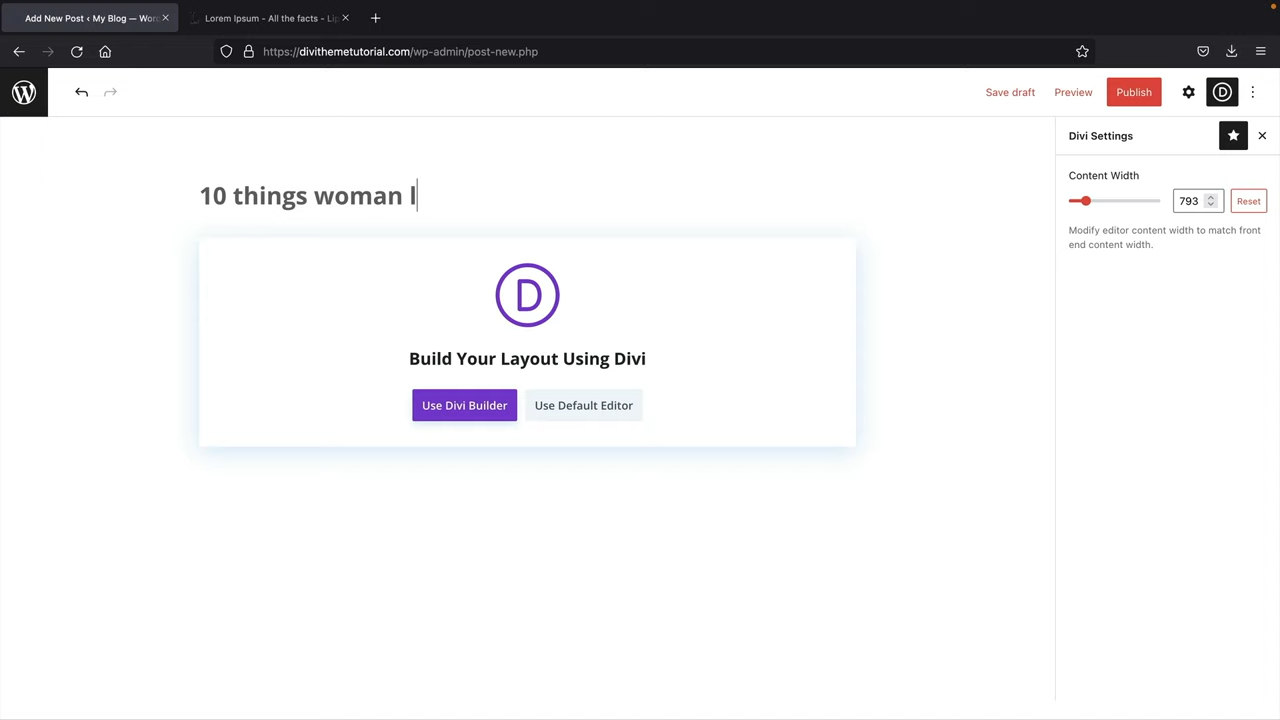 Add New Post ‹ My Blog — Wor
Lorem Ipsum - All the facts - Lip
https://divithemetutorial.com/wp-admin/post-new.php
Save draft
Preview
Publish
D
Divi Settings
10 things woman l
Content Width
793
Reset
Modify editor content width to match front
end content width.
D
Build Your Layout Using Divi
Use Divi Builder
Use Default Editor